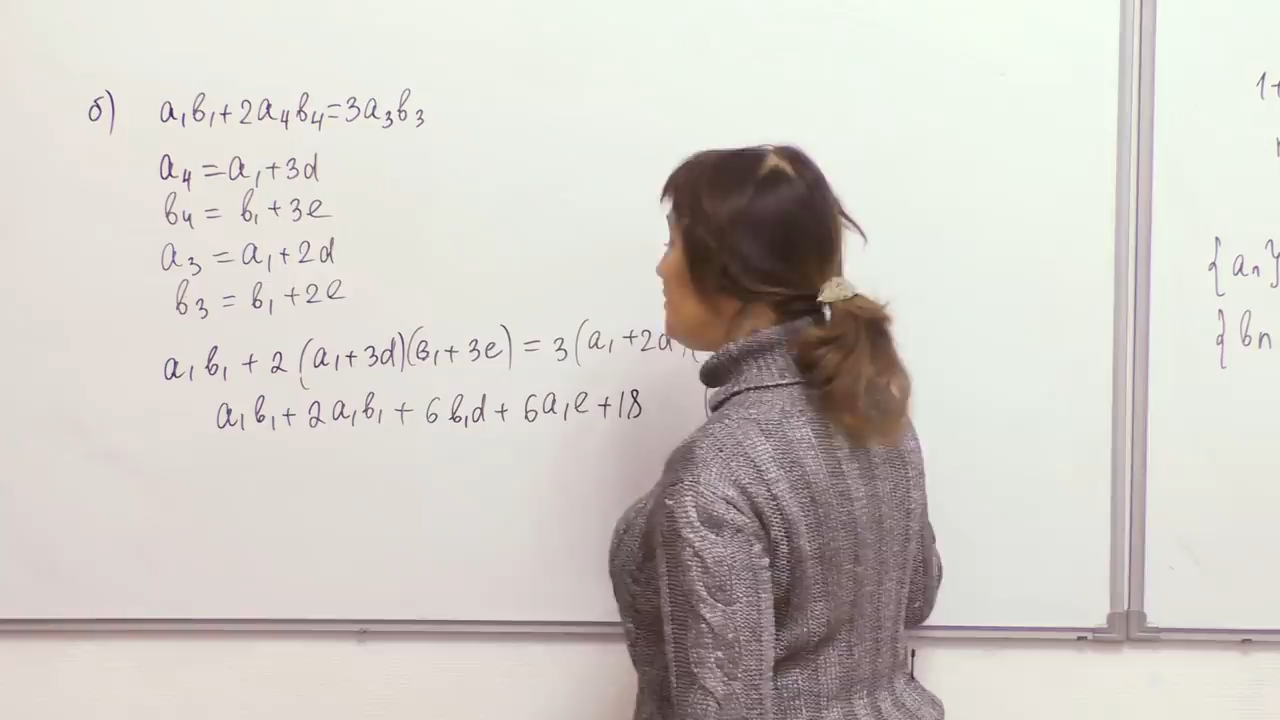 б) a₁b₁+2a₄b₄=3a₃b₃
a₄=a₁+3d
b₄=b₁+3e
a₃=a₁+2d
b₃=b₁+2e
a₁b₁+2(a₁+3d)(b₁+3e)=3(a₁+2d)(
a₁b₁+2a₁b₁+6b₁d+6a₁e+18
1+
{aₙ}
{bₙ